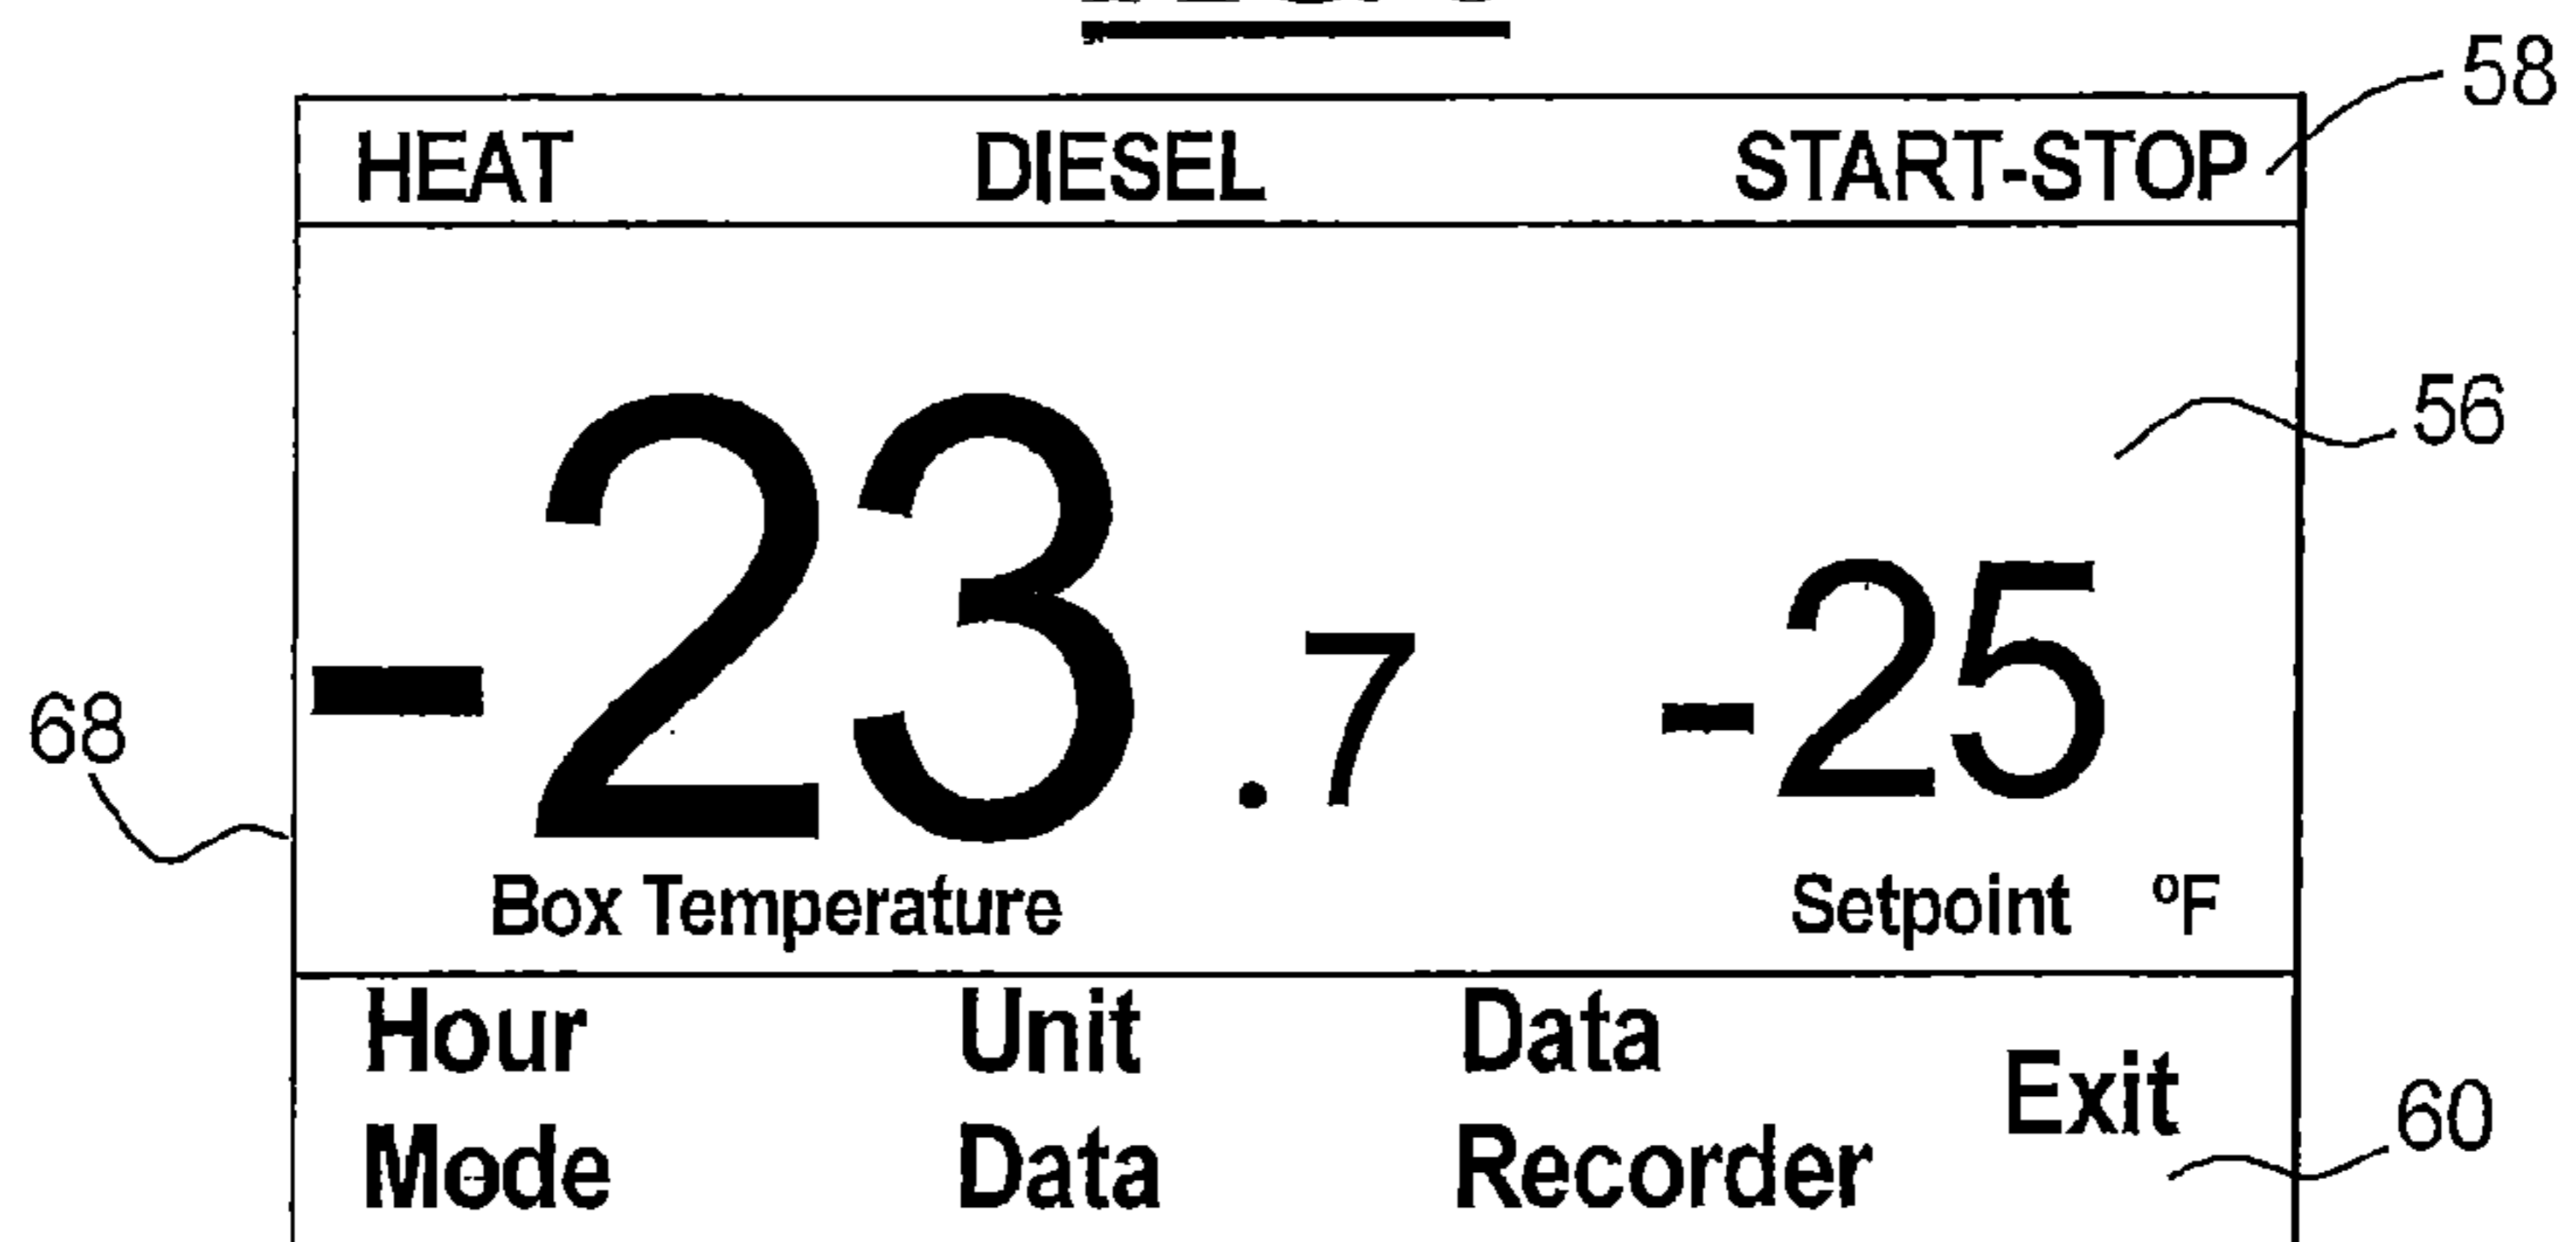 58
HEAT DIESEL START-STOP
56
-23.7 -25
68
Box Temperature Setpoint ºF
Hour Unit Data
Exit
Mode Data Recorder
60